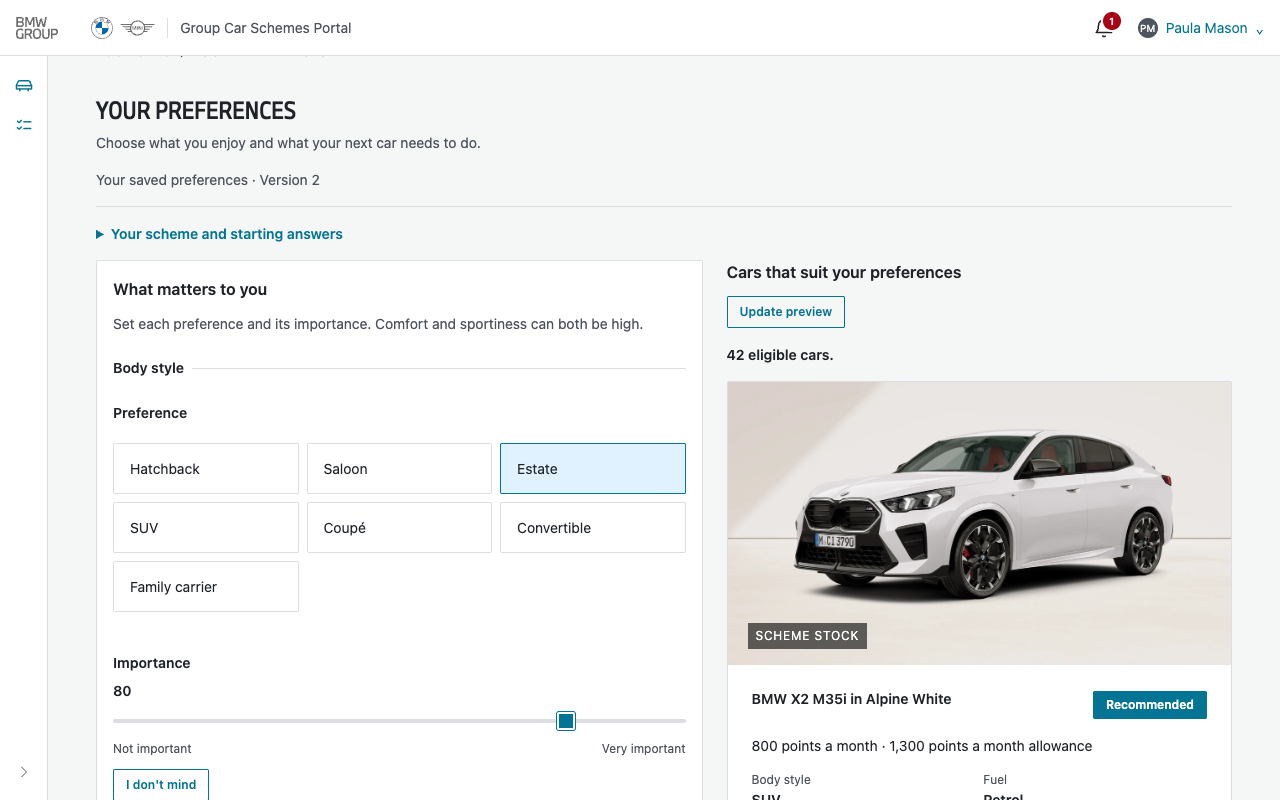 BMW
GROUP
MINI
Group Car Schemes Portal
1
PM
Paula Mason
YOUR PREFERENCES
Choose what you enjoy and what your next car needs to do.
Your saved preferences · Version 2
Your scheme and starting answers
What matters to you
Set each preference and its importance. Comfort and sportiness can both be high.
Body style
Preference
Hatchback
Saloon
Estate
SUV
Coupé
Convertible
Family carrier
Importance
80
Not important
Very important
I don't mind
Cars that suit your preferences
Update preview
42 eligible cars.
M CI 3790
SCHEME STOCK
BMW X2 M35i in Alpine White
Recommended
800 points a month · 1,300 points a month allowance
Body style
Fuel
SUV
Petrol